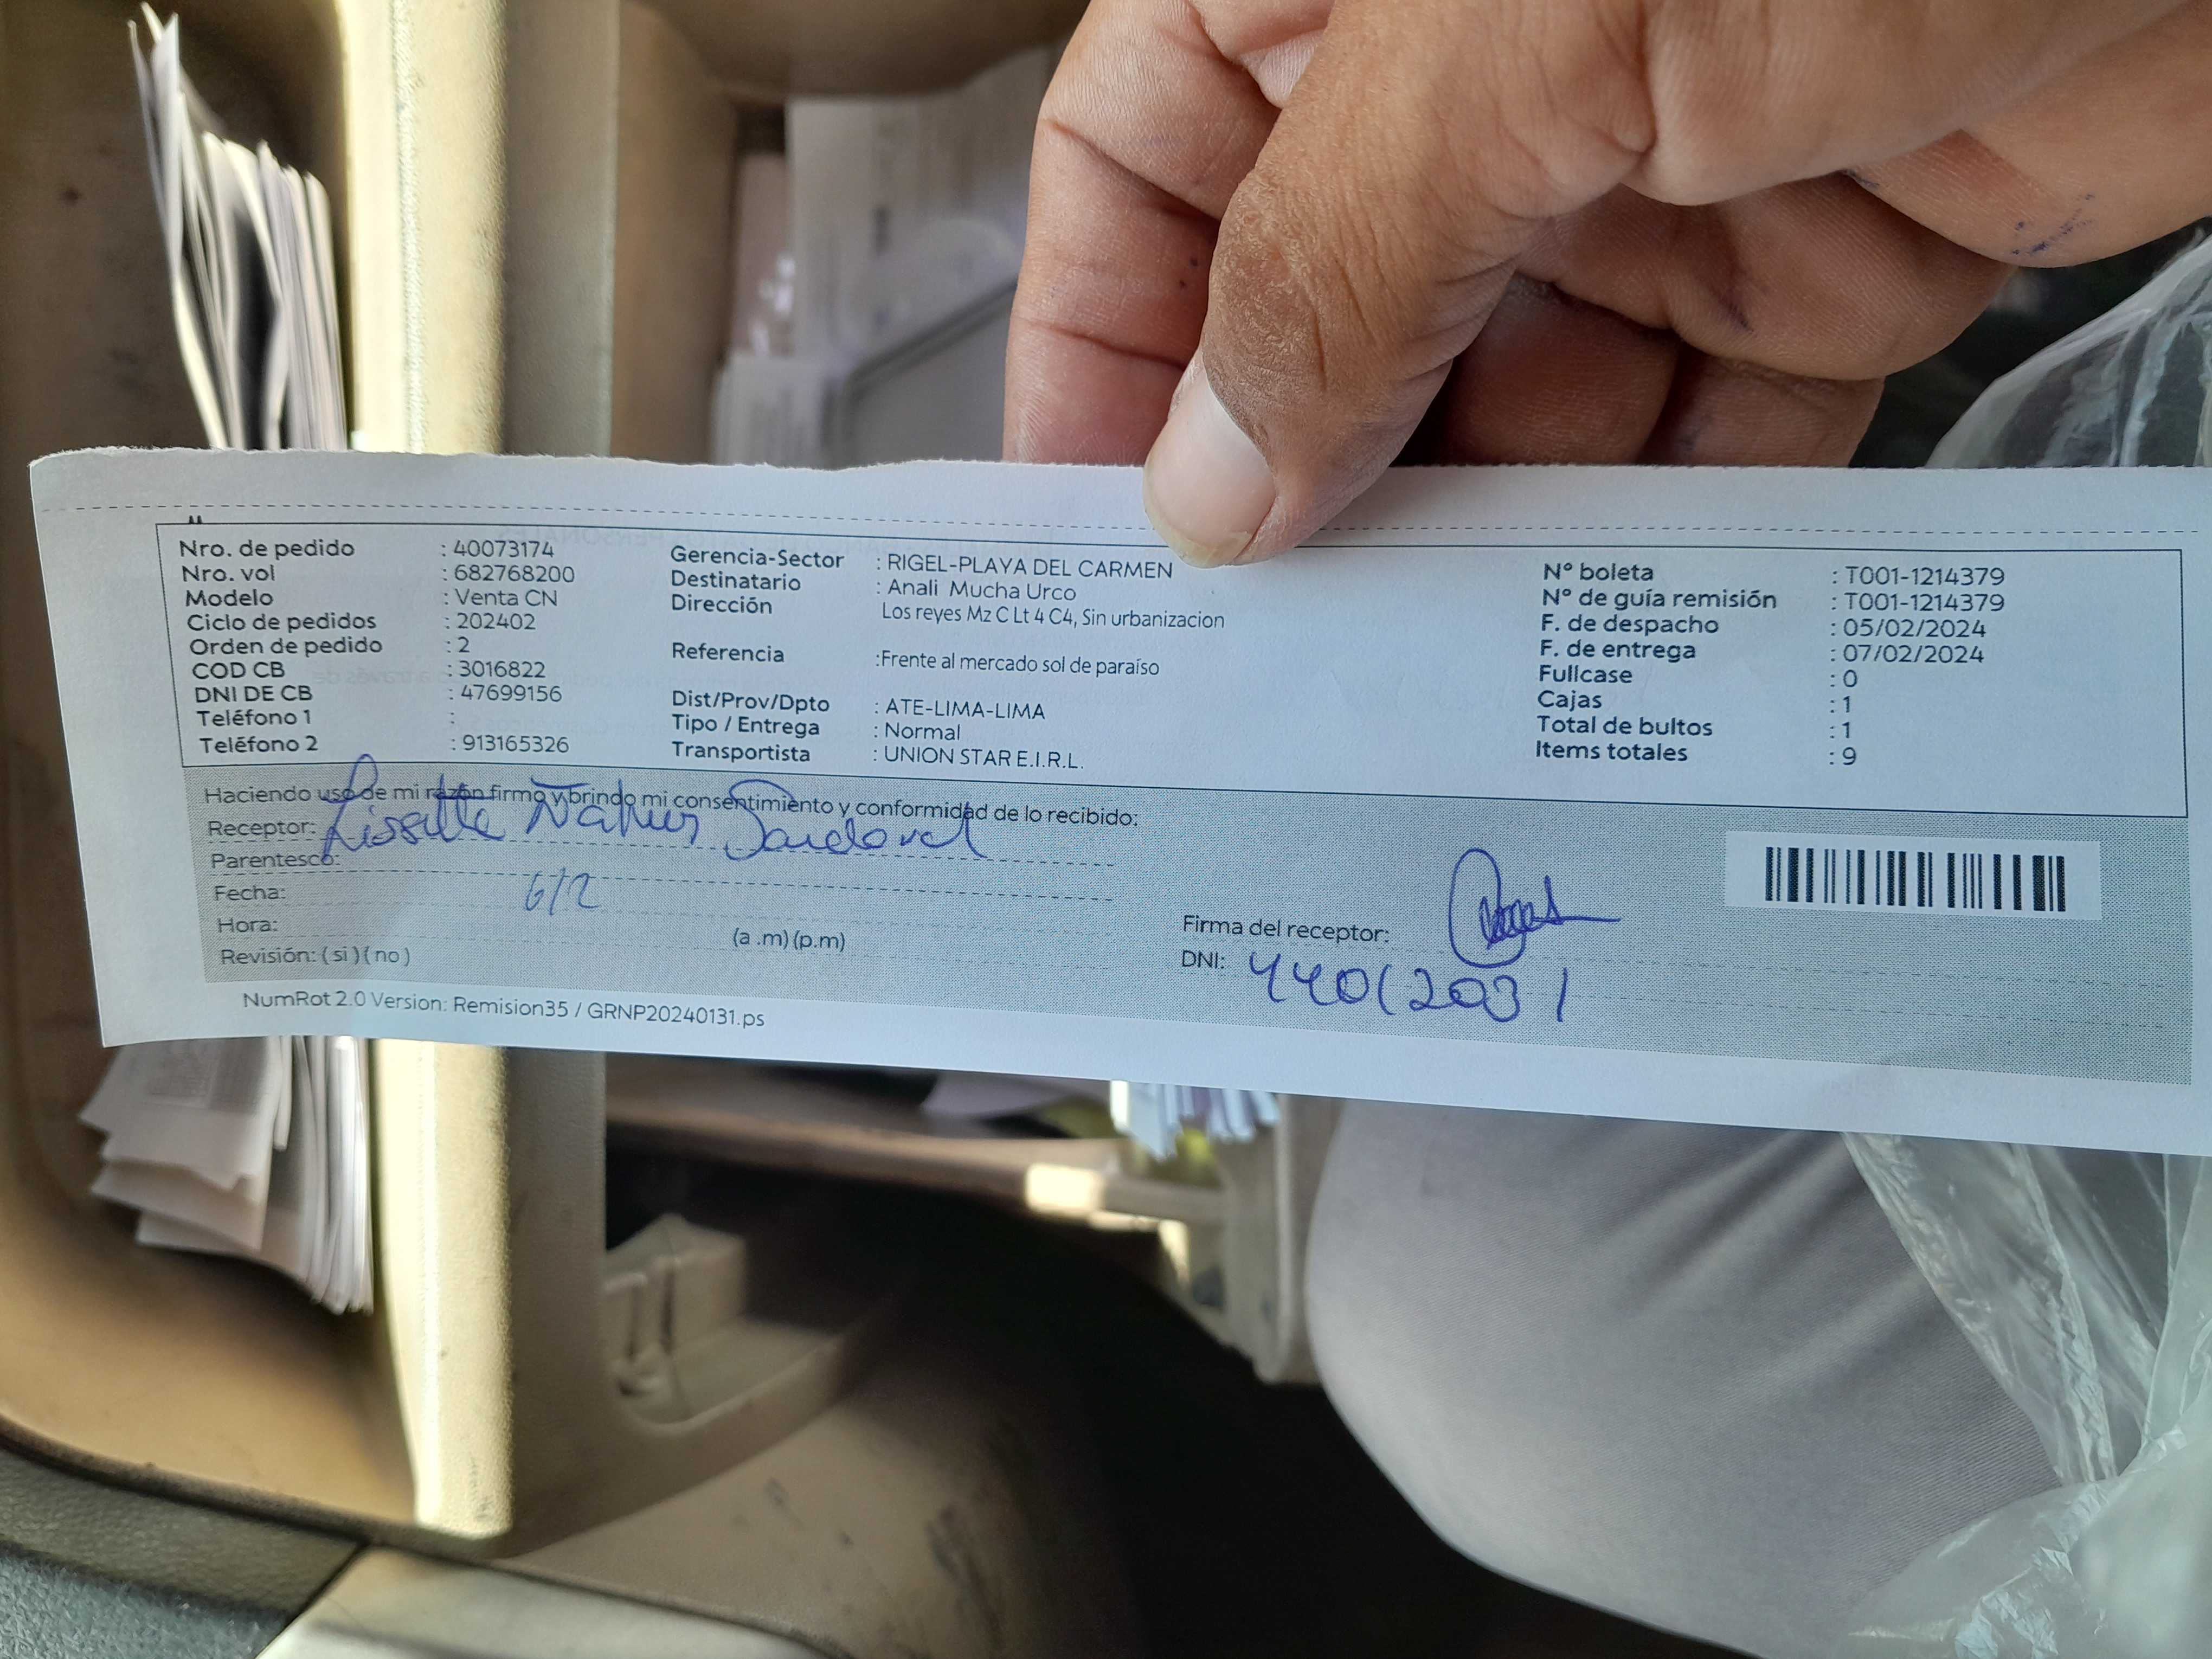 Nro. de pedido : 40073174
Nro. vol : 682768200
Modelo : Venta CN
Ciclo de pedidos : 202402
Orden de pedido : 2
COD CB : 3016822
DNI DE CB : 47699156
Teléfono 1 :
Teléfono 2 : 913165326
Gerencia-Sector : RIGEL-PLAYA DEL CARMEN
Destinatario : Anali Mucha Urco
Dirección Los reyes Mz C Lt 4 C4, Sin urbanizacion
Referencia :Frente al mercado sol de paraíso
Dist/Prov/Dpto : ATE-LIMA-LIMA
Tipo / Entrega : Normal
Transportista : UNION STAR E.I.R.L.
Nº boleta : T001-1214379
Nº de guía remisión : T001-1214379
F. de despacho : 05/02/2024
F. de entrega : 07/02/2024
Fullcase : 0
Cajas : 1
Total de bultos : 1
Items totales : 9
Haciendo uso de mi razón firmo y brindo mi consentimiento y conformidad de lo recibido:
Receptor: Lissette Sandoval
Parentesco:
Fecha: 6/2
Hora: (a .m) (p.m)
Revisión: ( si ) ( no )
Firma del receptor:
DNI: 44012031
NumRot 2.0 Version: Remision35 / GRNP20240131.ps